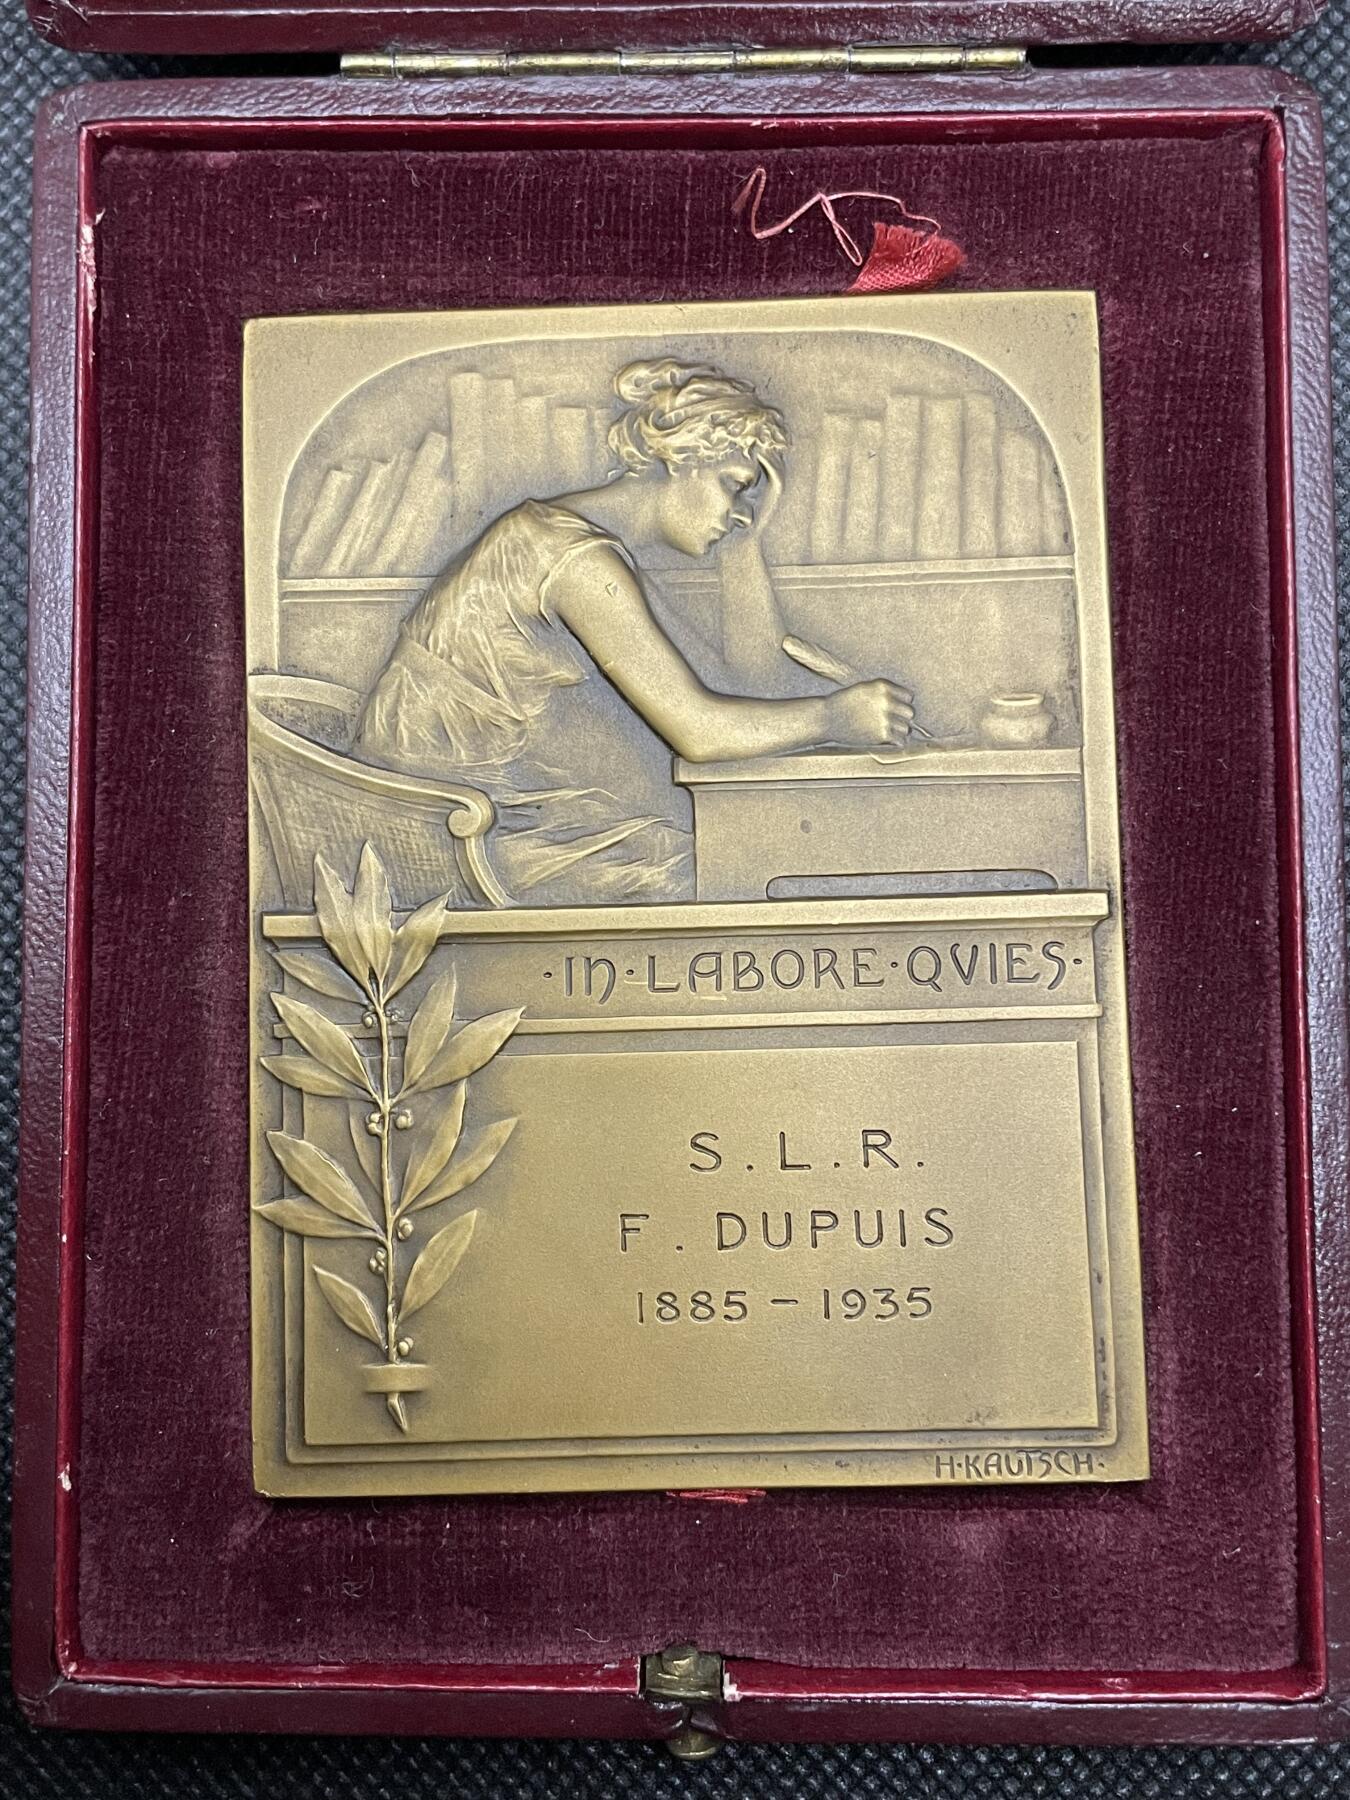 ·IN·LABORE·QVIES·
S.L.R.
F. DUPUIS
1885-1935
H·KAUTSCH·